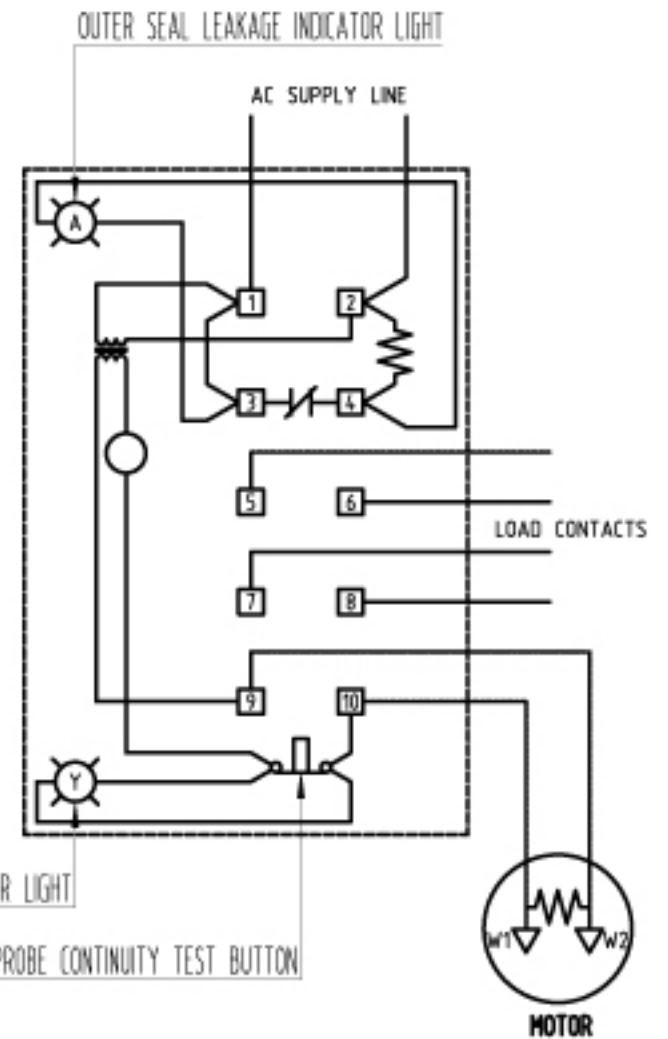 OUTER SEAL LEAKAGE INDICATOR LIGHT
AC SUPPLY LINE
A
1
2
3
4
5
6
LOAD CONTACTS
7
8
9
10
Y
R LIGHT
PROBE CONTINUITY TEST BUTTON
W1
W2
MOTOR